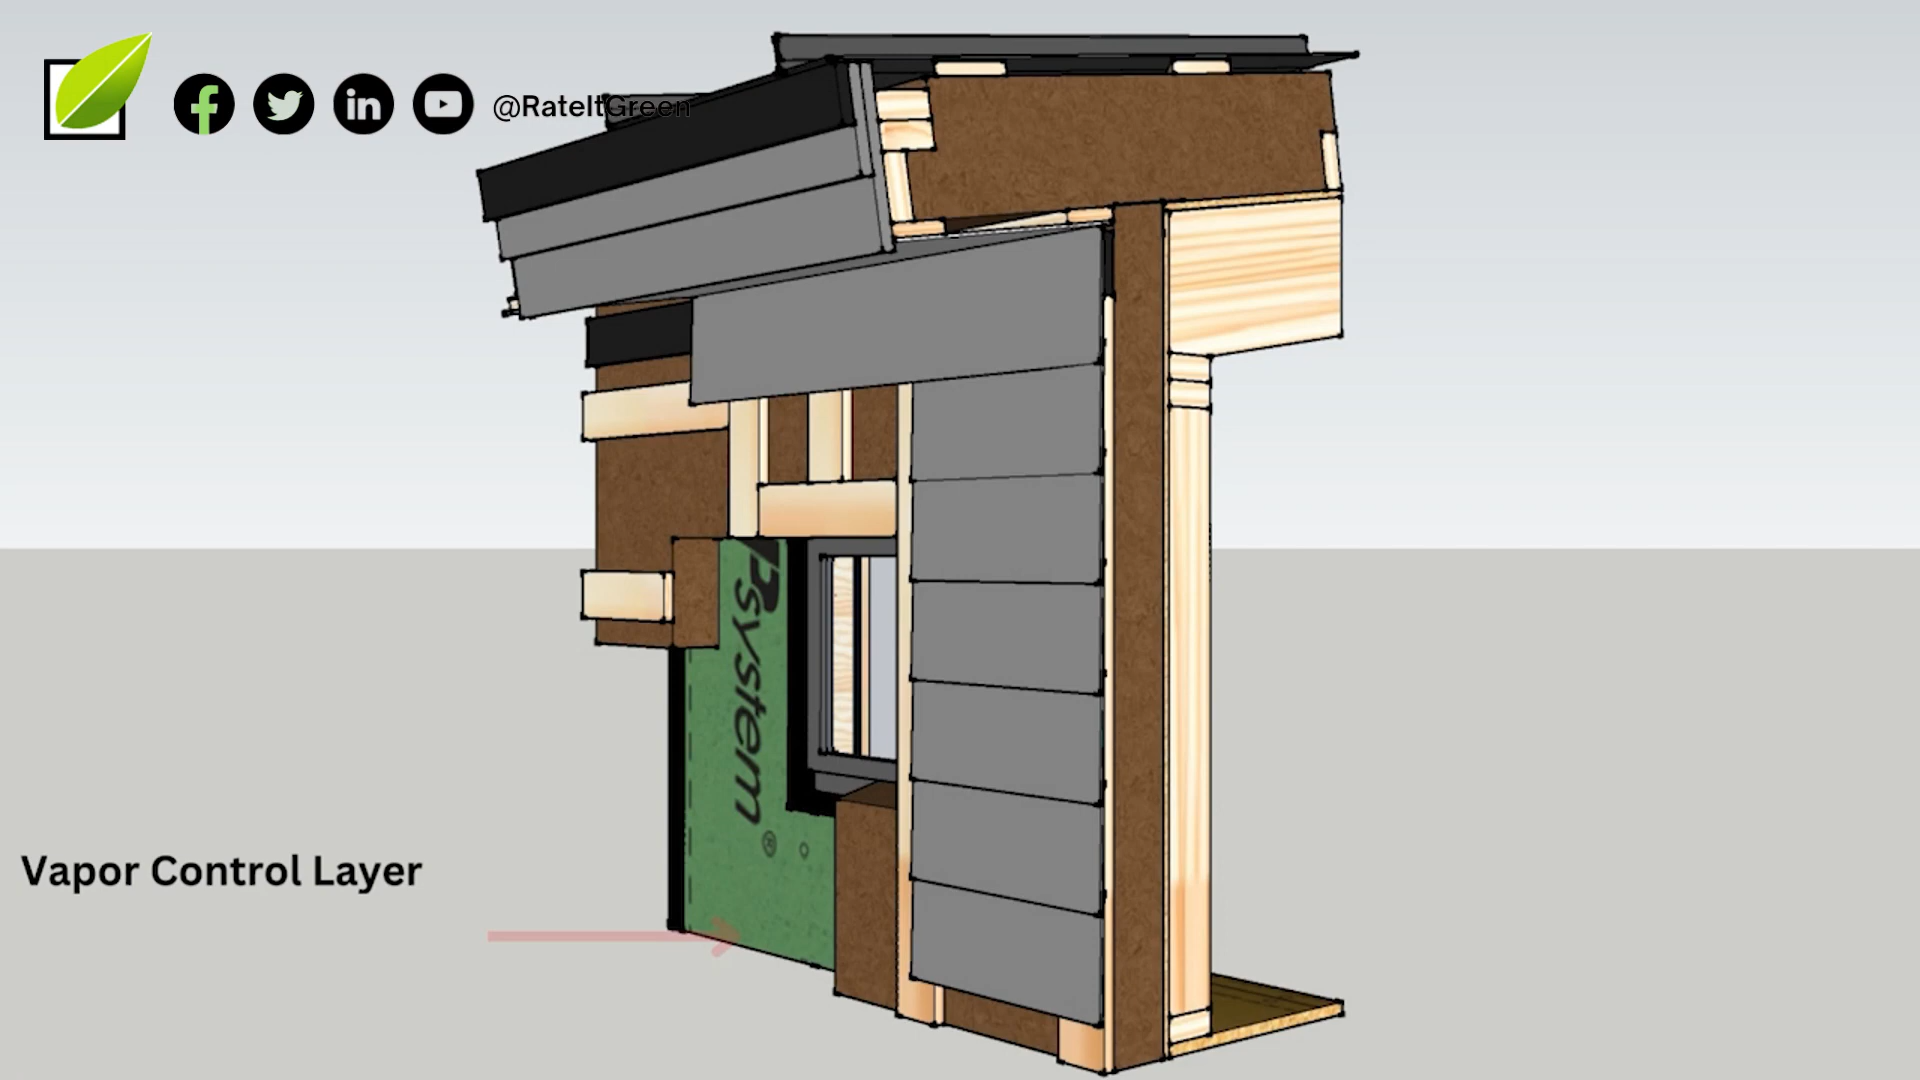 @RateItGreen
system
®
Vapor Control Layer